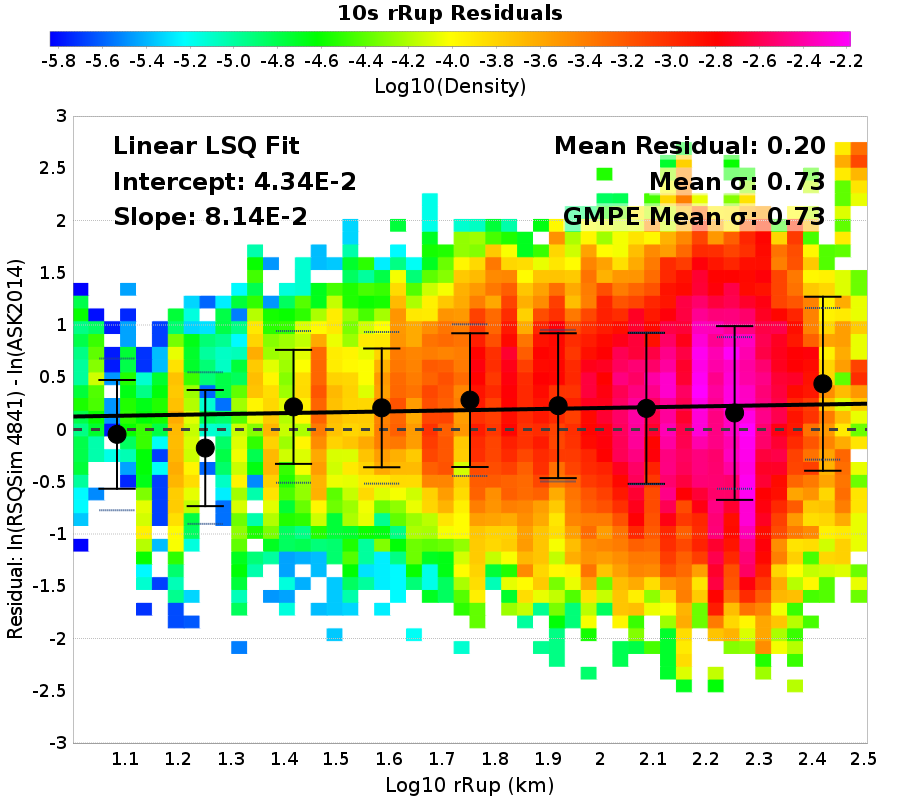 10s rRup Residuals
-5.8 -5.6 -5.4 -5.2 -5.0 -4.8 -4.6 -4.4 -4.2 -4.0 -3.8 -3.6 -3.4 -3.2 -3.0 -2.8 -2.6 -2.4 -2.2
Log10(Density)
Linear LSQ Fit
Intercept: 4.34E-2
Slope: 8.14E-2
Mean Residual: 0.20
Mean σ: 0.73
GMPE Mean σ: 0.73
Residual: ln(RSQSim 4841) - ln(ASK2014)
3
2.5
2
1.5
1
0.5
0
-0.5
-1
-1.5
-2
-2.5
-3
1.1 1.2 1.3 1.4 1.5 1.6 1.7 1.8 1.9 2 2.1 2.2 2.3 2.4 2.5
Log10 rRup (km)